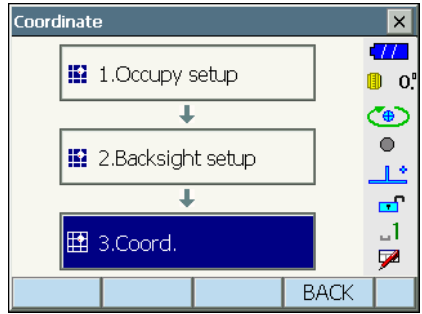 Coordinate
1.Occupy setup
0."
2.Backsight setup
1
3.Coord.
BACK